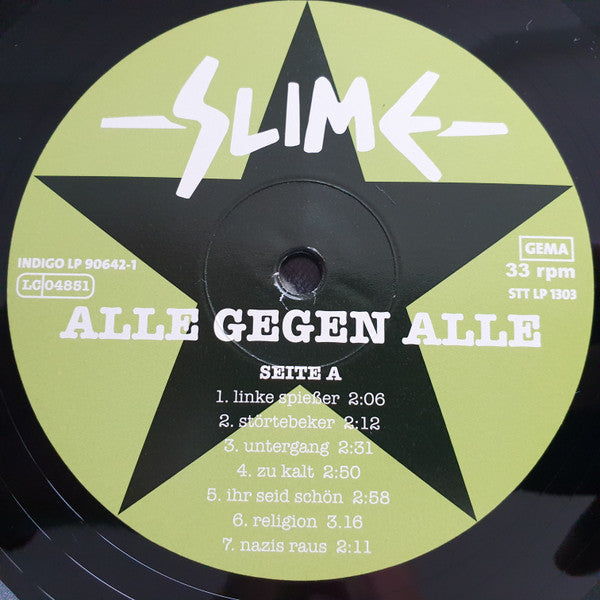 SLIME
INDIGO LP 90642-1
LC 04851
GEMA
33 rpm
STT LP 1303
ALLE GEGEN ALLE
SEITE A
1. linke spießer 2:06
2. störtebeker 2:12
3. untergang 2:31
4. zu kalt 2:50
5. ihr seid schön 2:58
6. religion 3.16
7. nazis raus 2:11